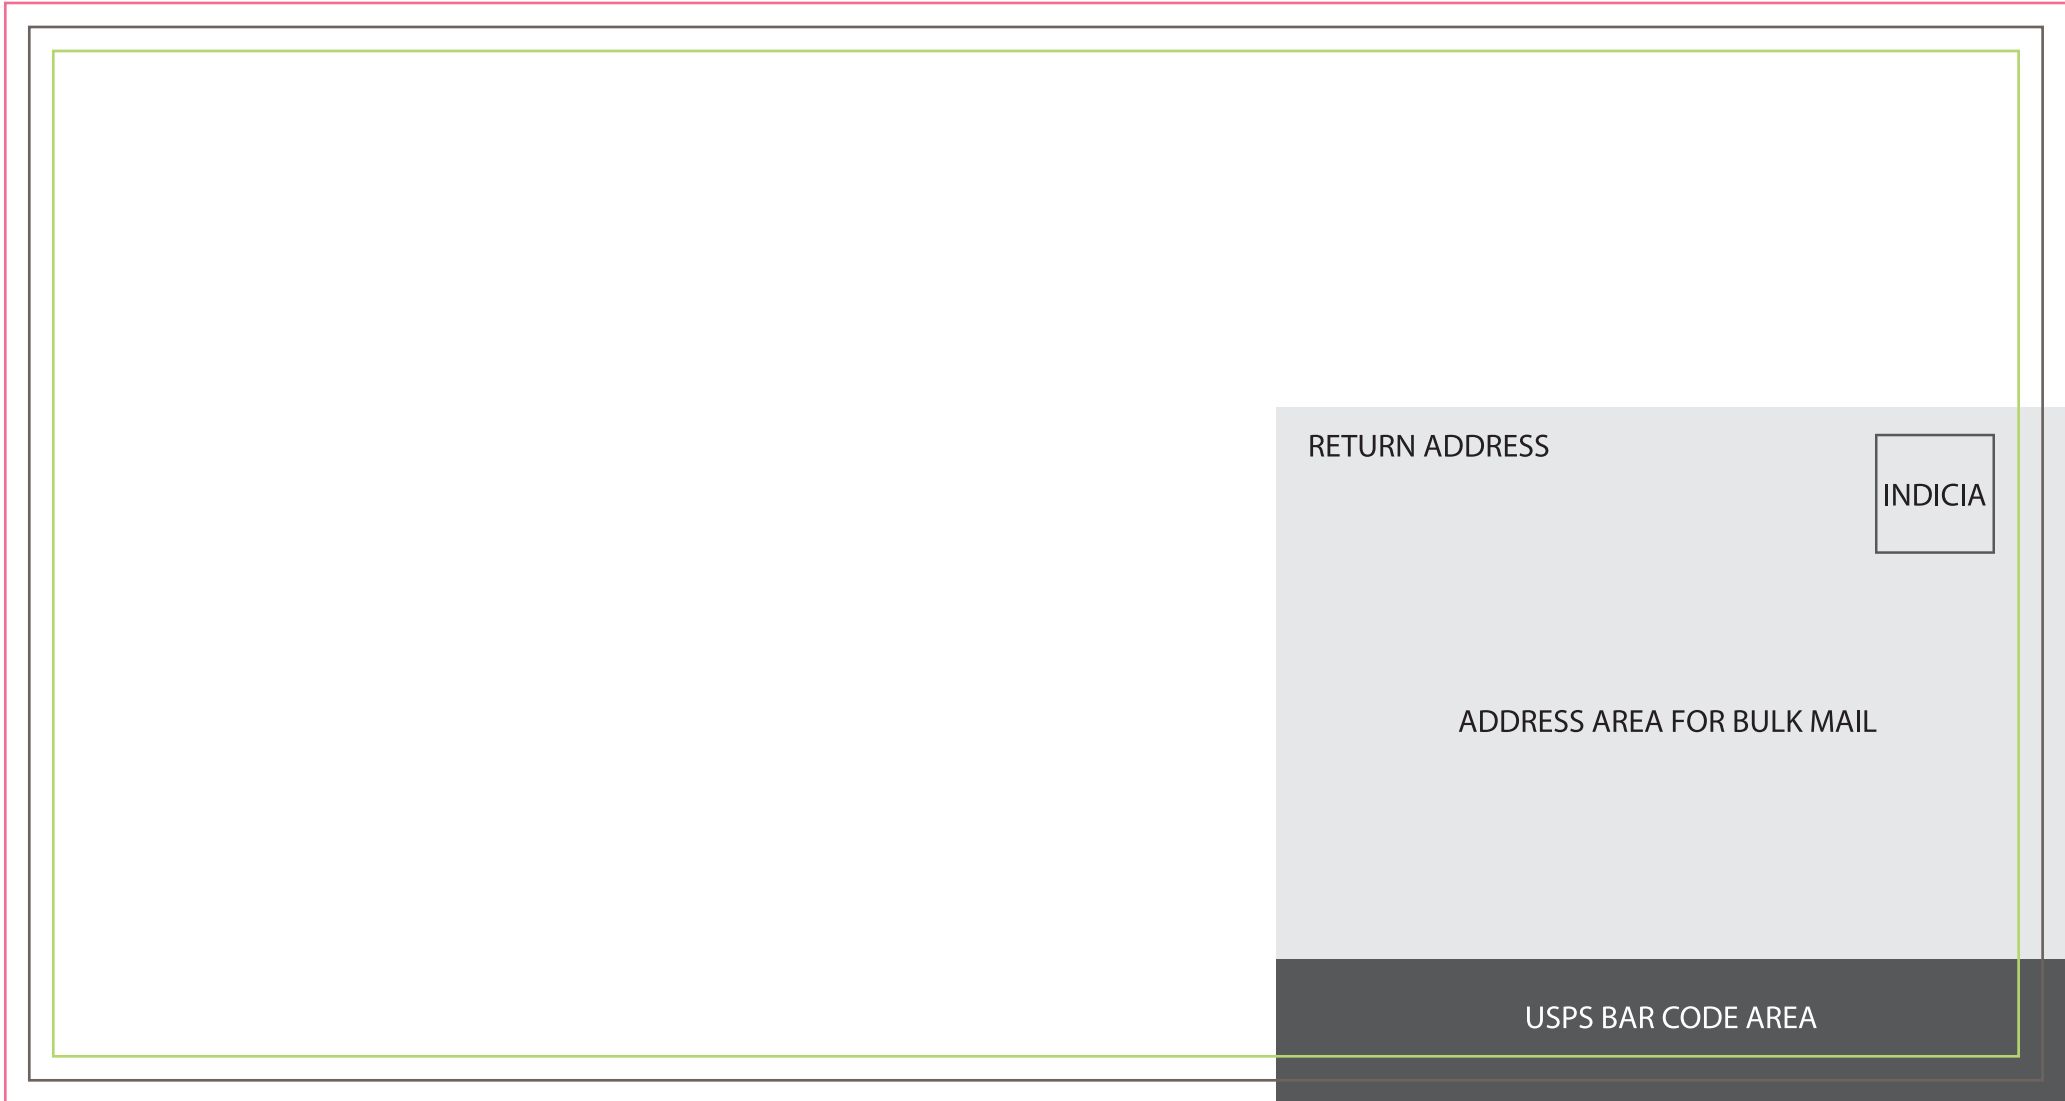 RETURN ADDRESS
INDICIA
ADDRESS AREA FOR BULK MAIL
USPS BAR CODE AREA